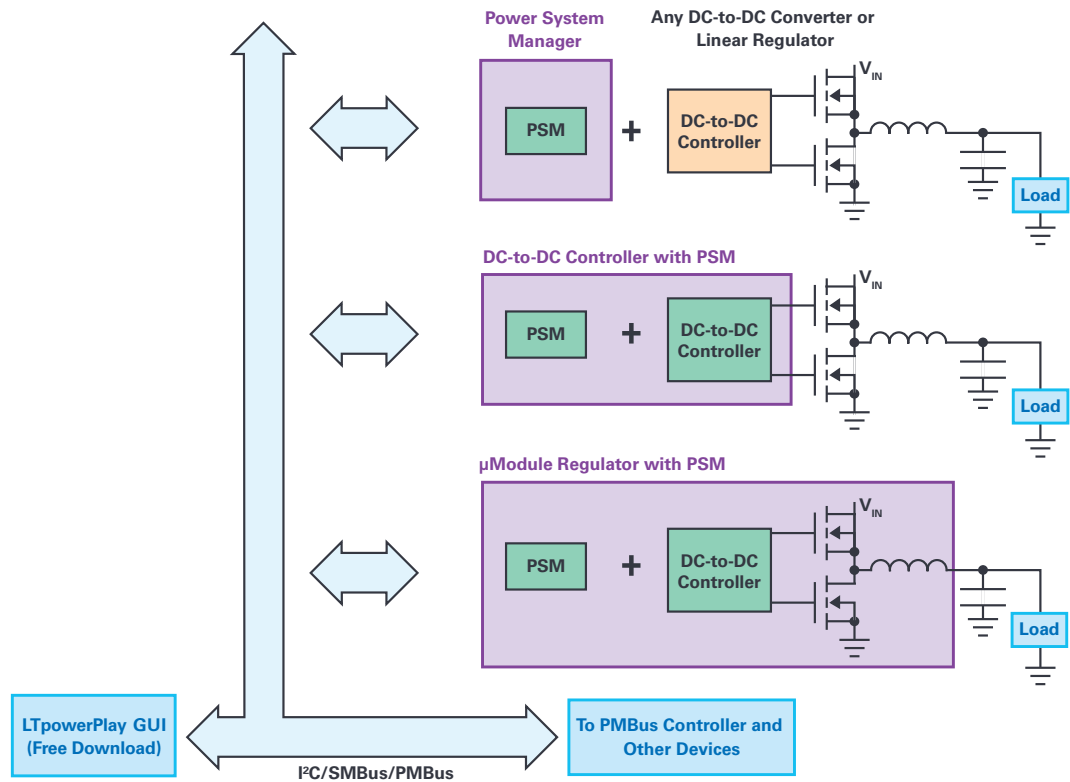 Power System
Manager
Any DC-to-DC Converter or
Linear Regulator
PSM
+
DC-to-DC
Controller
VIN
Load
DC-to-DC Controller with PSM
PSM
+
DC-to-DC
Controller
VIN
Load
µModule Regulator with PSM
PSM
+
DC-to-DC
Controller
VIN
Load
LTpowerPlay GUI
(Free Download)
To PMBus Controller and
Other Devices
I²C/SMBus/PMBus